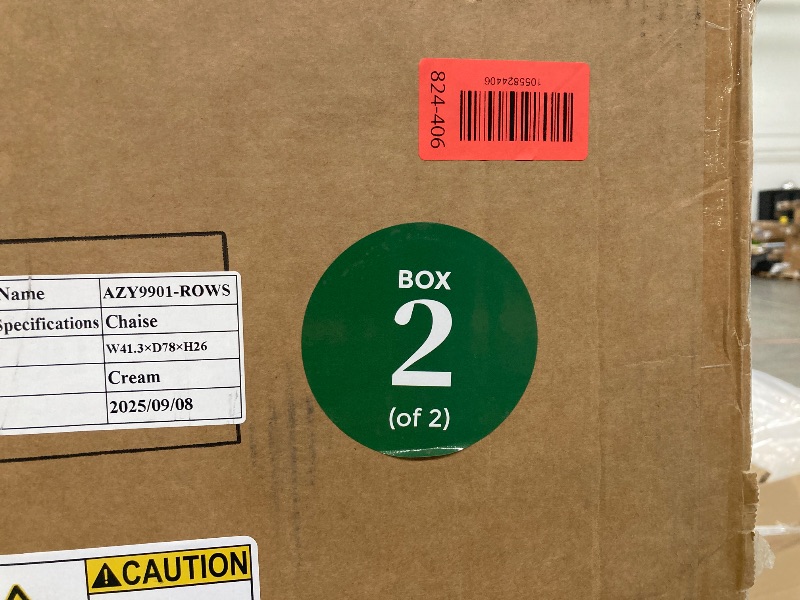 824-406
1055824406
BOX
2
(of 2)
Name AZY9901-ROWS
Specifications Chaise
W41.3×D78×H26
Cream
2025/09/08
CAUTION